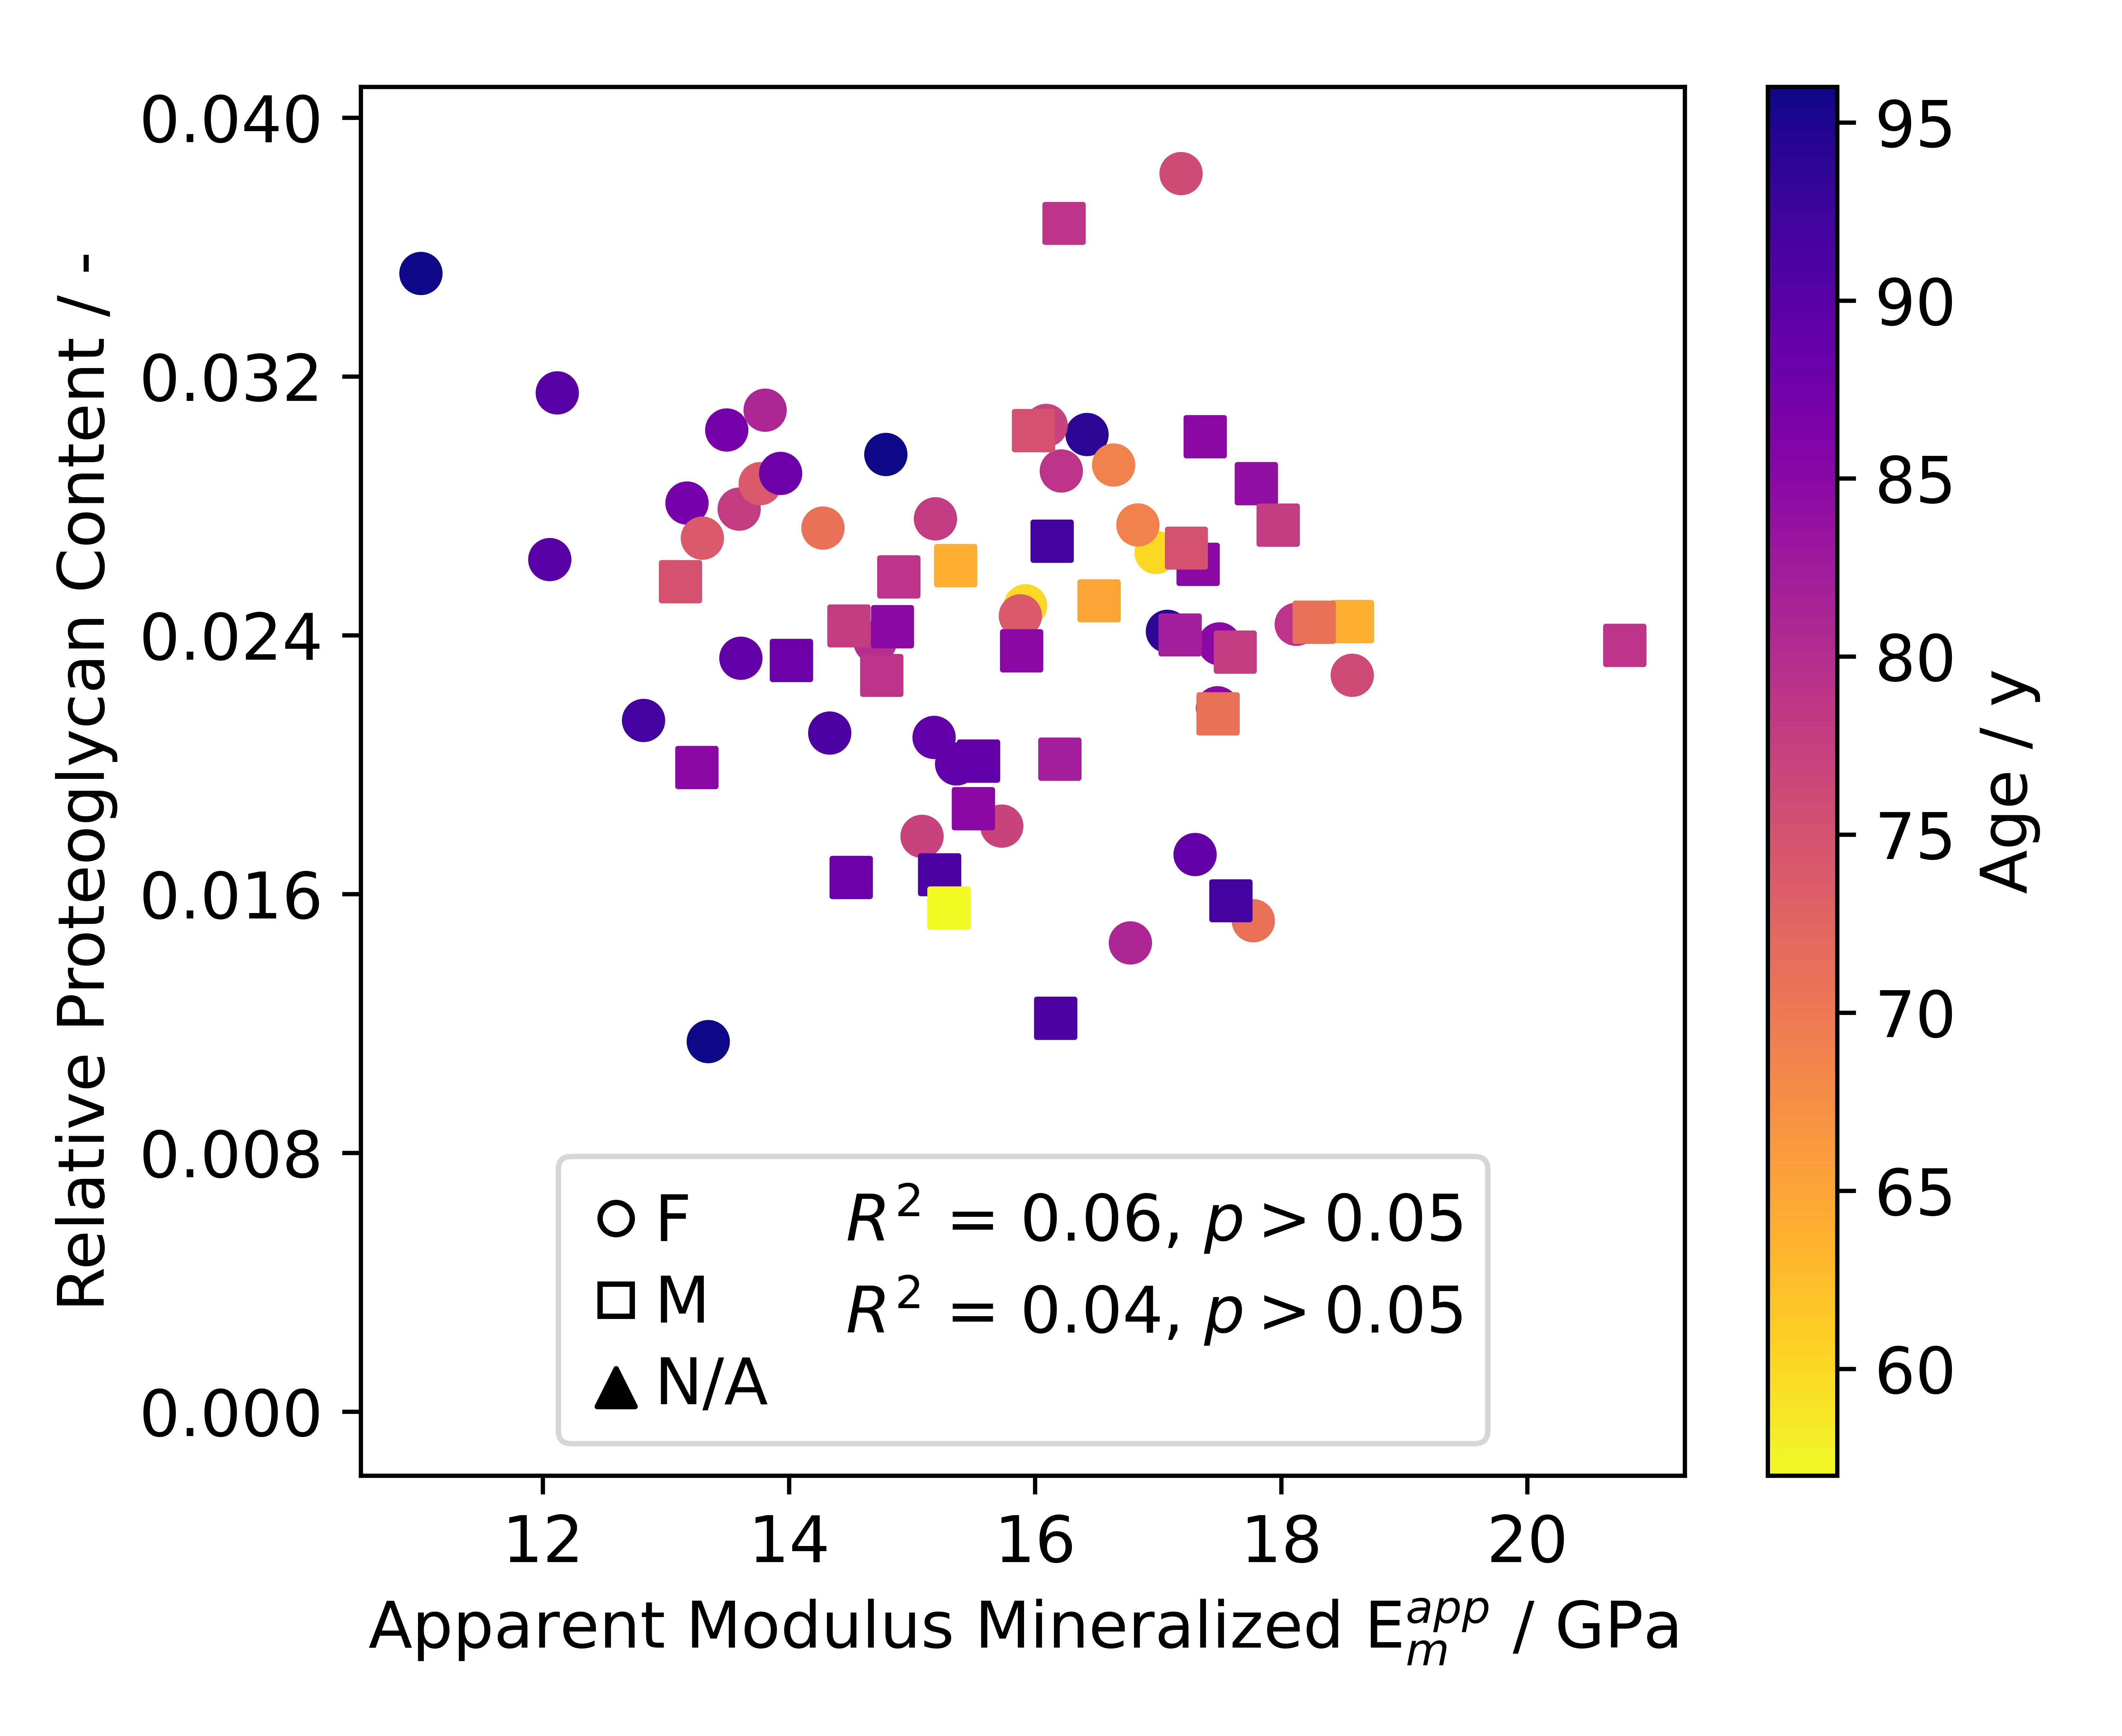 0.040
0.032
0.024
0.016
0.008
0.000
Relative Proteoglycan Content / -
12 14 16 18 20
Apparent Modulus Mineralized E_m^app / GPa
F R² = 0.06, p > 0.05
M R² = 0.04, p > 0.05
N/A
95
90
85
80
75
70
65
60
Age / y